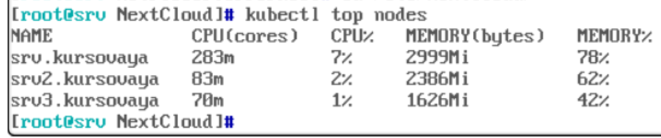 [root@srv NextCloud]# kubectl top nodes
NAME CPU(cores) CPU% MEMORY(bytes) MEMORY%
srv.kursovaya 283m 7% 2999Mi 78%
srv2.kursovaya 83m 2% 2386Mi 62%
srv3.kursovaya 70m 1% 1626Mi 42%
[root@srv NextCloud]#